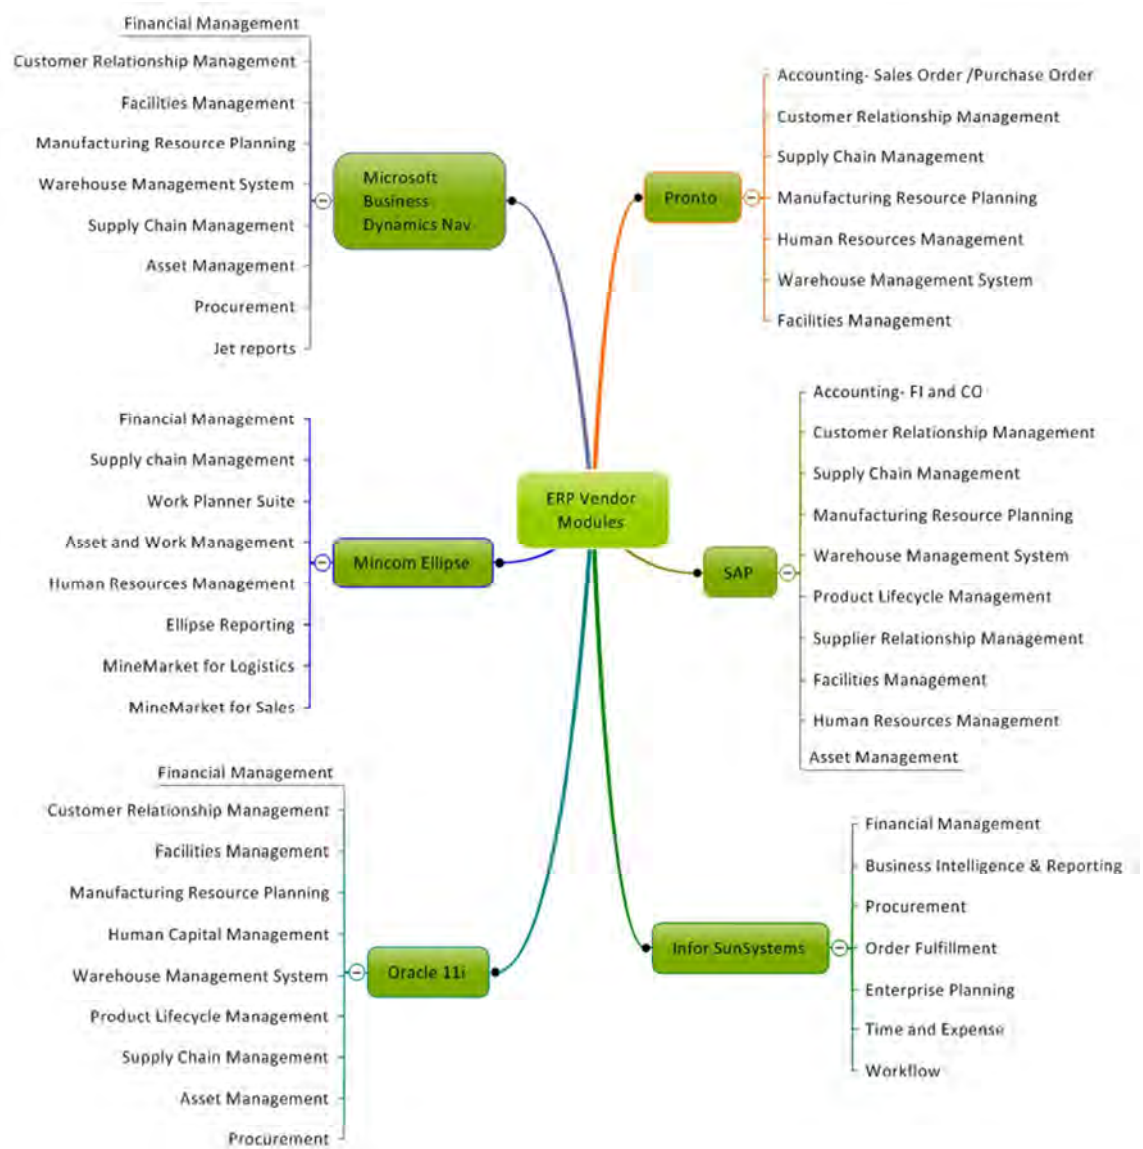 Financial Management
Customer Relationship Management
Facilities Management
Manufacturing Resource Planning
Warehouse Management System
Supply Chain Management
Asset Management
Procurement
Jet reports
Microsoft
Business
Dynamics Nav
Pronto
Accounting- Sales Order /Purchase Order
Customer Relationship Management
Supply Chain Management
Manufacturing Resource Planning
Human Resources Management
Warehouse Management System
Facilities Management
ERP Vendor
Modules
Financial Management
Supply chain Management
Work Planner Suite
Asset and Work Management
Human Resources Management
Ellipse Reporting
MineMarket for Logistics
MineMarket for Sales
Mincom Ellipse
SAP
Accounting- FI and CO
Customer Relationship Management
Supply Chain Management
Manufacturing Resource Planning
Warehouse Management System
Product Lifecycle Management
Supplier Relationship Management
Facilities Management
Human Resources Management
Asset Management
Financial Management
Customer Relationship Management
Facilities Management
Manufacturing Resource Planning
Human Capital Management
Warehouse Management System
Product Lifecycle Management
Supply Chain Management
Asset Management
Procurement
Oracle 11i
Infor SunSystems
Financial Management
Business Intelligence & Reporting
Procurement
Order Fulfillment
Enterprise Planning
Time and Expense
Workflow